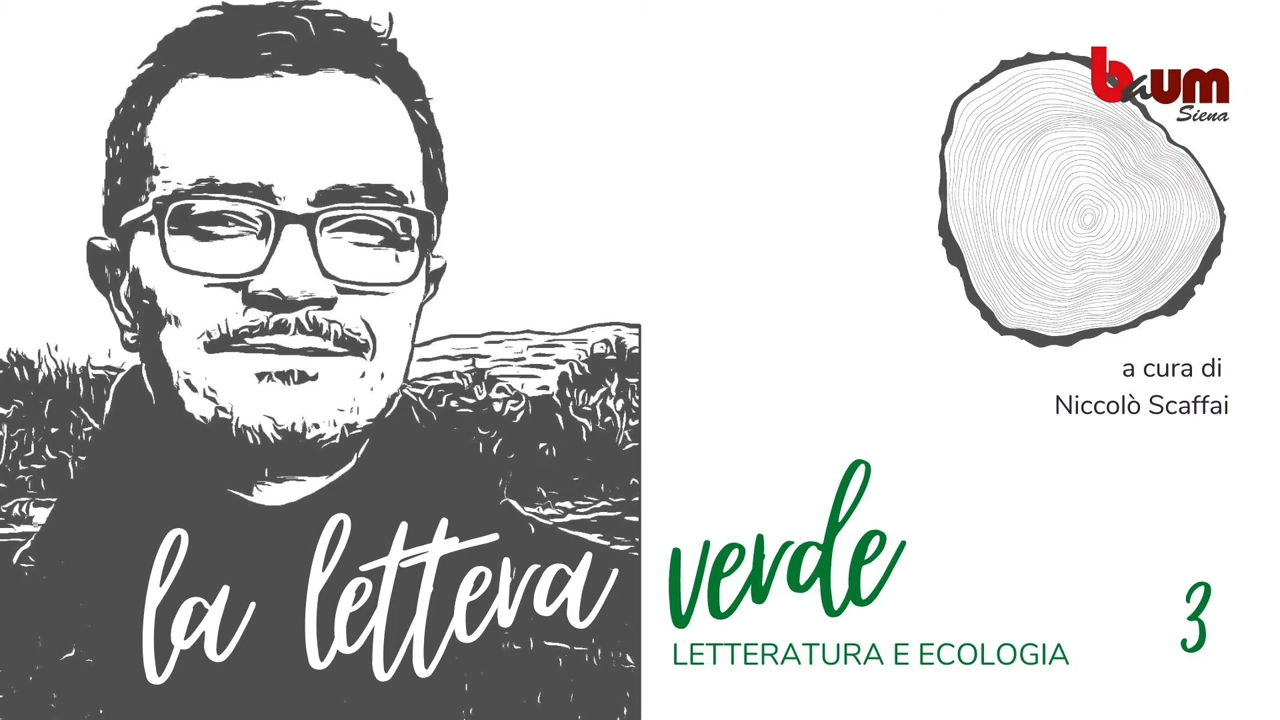 baum
Siena
a cura di
Niccolò Scaffai
la lettera verde
LETTERATURA E ECOLOGIA
3